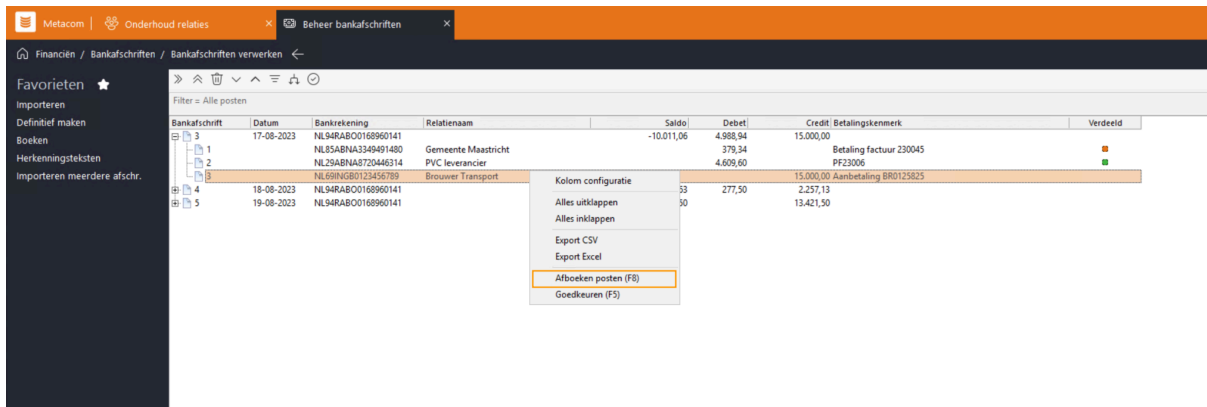 Metacom | Onderhoud relaties × Beheer bankafschriften ×
Financiën / Bankafschriften / Bankafschriften verwerken
Favorieten
Importeren
Definitief maken
Boeken
Herkenningsteksten
Importeren meerdere afschr.
Filter = Alle posten
Bankafschrift Datum Bankrekening Relatienaam Saldo Debet Credit Betalingskenmerk Verdeeld
3 17-08-2023 NL94RABO0168960141 -10.011,06 4.988,94 15.000,00
1 NL85ABNA3349491480 Gemeente Maastricht 379,34 Betaling factuur 230045
2 NL29ABNA8720446314 PVC leverancier 4.609,60 PF23006
3 NL69INGB0123456789 Brouwer Transport 15.000,00 Aanbetaling BR0125825
4 18-08-2023 NL94RABO0168960141 277,50 2.257,13
5 19-08-2023 NL94RABO0168960141 13.421,50
Kolom configuratie
Alles uitklappen
Alles inklappen
Export CSV
Export Excel
Afboeken posten (F8)
Goedkeuren (F5)